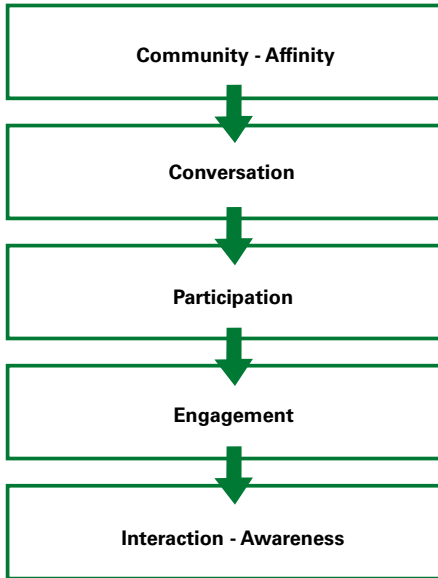 Community - Affinity
Conversation
Participation
Engagement
Interaction - Awareness